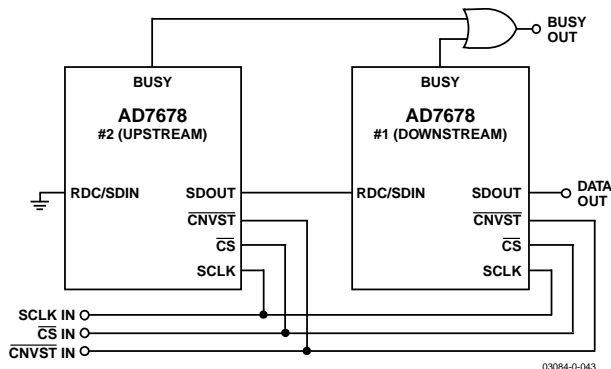 BUSY
OUT
BUSY
AD7678
#2 (UPSTREAM)
BUSY
AD7678
#1 (DOWNSTREAM)
RDC/SDIN
SDOUT
CNVST
CS
SCLK
RDC/SDIN
SDOUT
CNVST
CS
SCLK
DATA
OUT
SCLK IN
CS IN
CNVST IN
03084-0-043